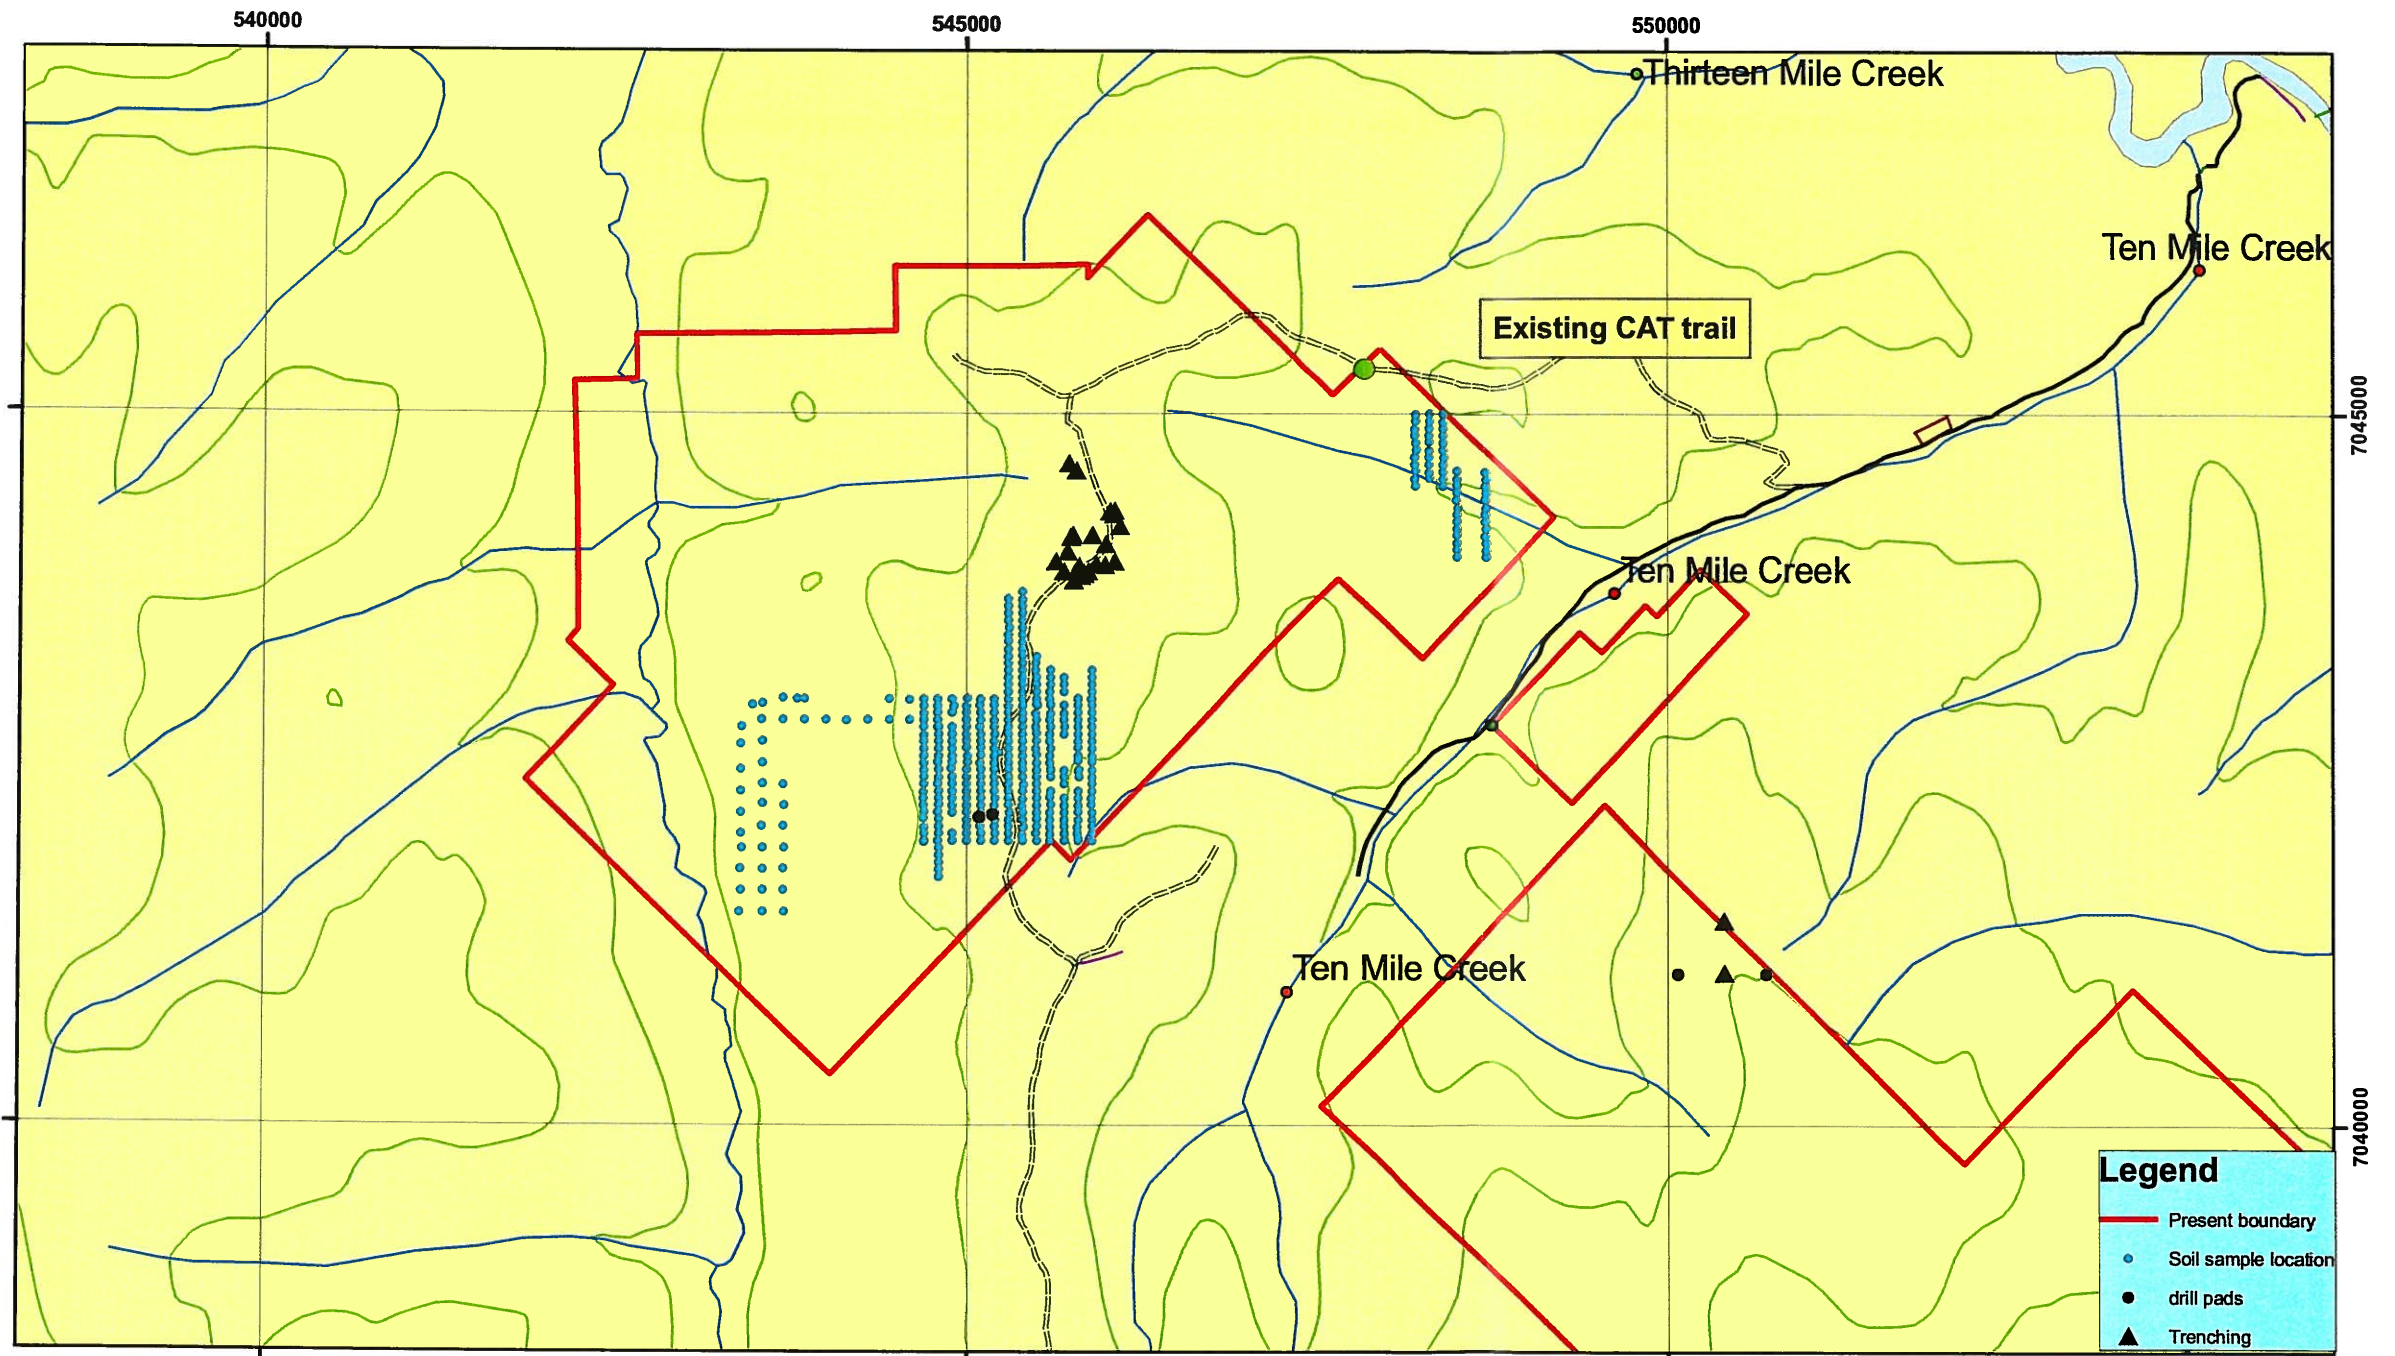 540000
545000
550000
Thirteen Mile Creek
Ten Mile Creek
Existing CAT trail
7045000
Ten Mile Creek
Ten Mile Creek
7040000
Legend
Present boundary
Soil sample location
drill pads
Trenching